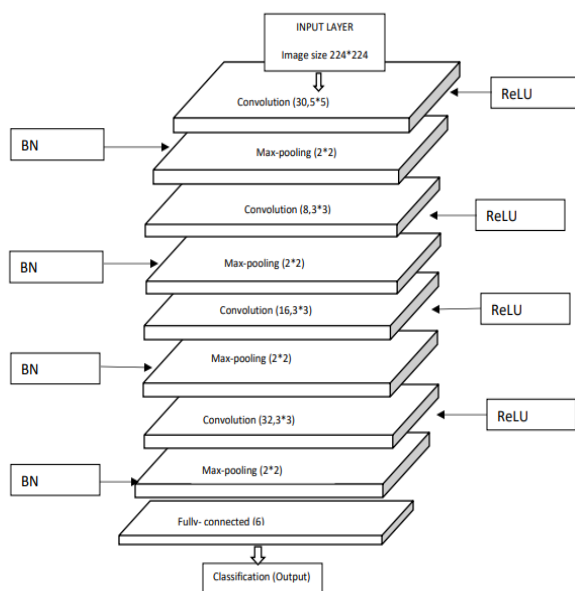 INPUT LAYER
Image size 224*224
Convolution (30,5*5)
ReLU
BN
Max-pooling (2*2)
Convolution (8,3*3)
ReLU
BN
Max-pooling (2*2)
Convolution (16,3*3)
ReLU
Max-pooling (2*2)
BN
Convolution (32,3*3)
ReLU
Max-pooling (2*2)
BN
Fully- connected (6)
Classification (Output)